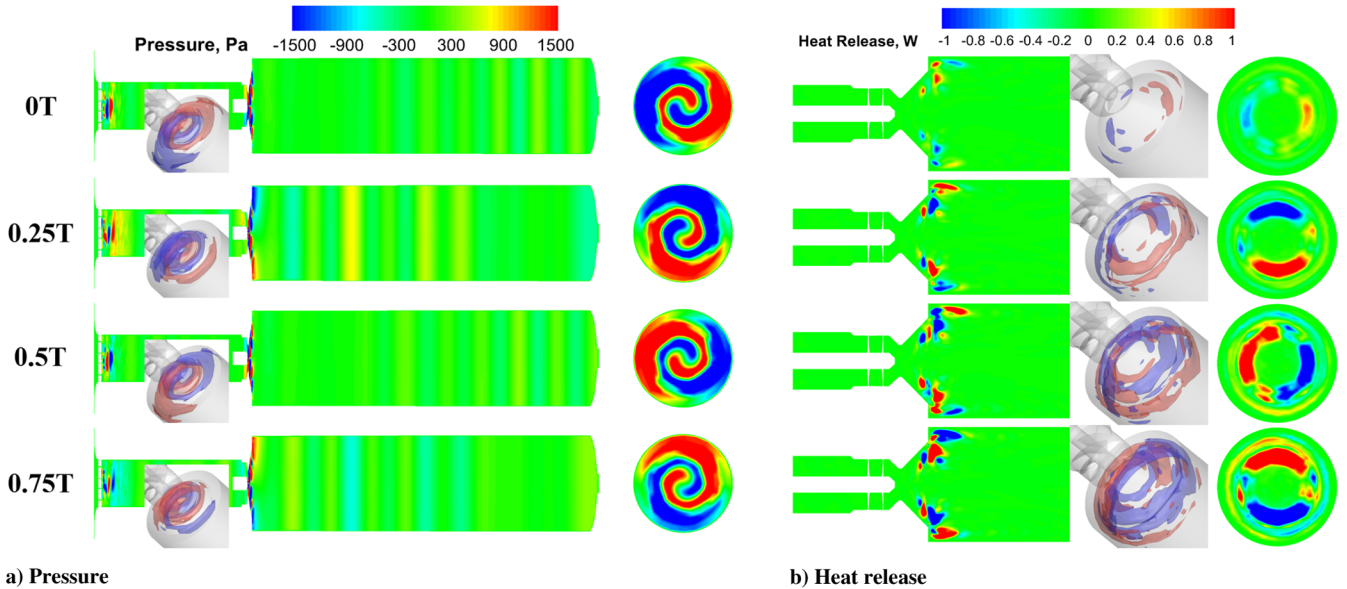 Pressure, Pa
-1500 -900 -300 300 900 1500
0T
0.25T
0.5T
0.75T
a) Pressure
Heat Release, W
-1 -0.8 -0.6 -0.4 -0.2 0 0.2 0.4 0.6 0.8 1
b) Heat release